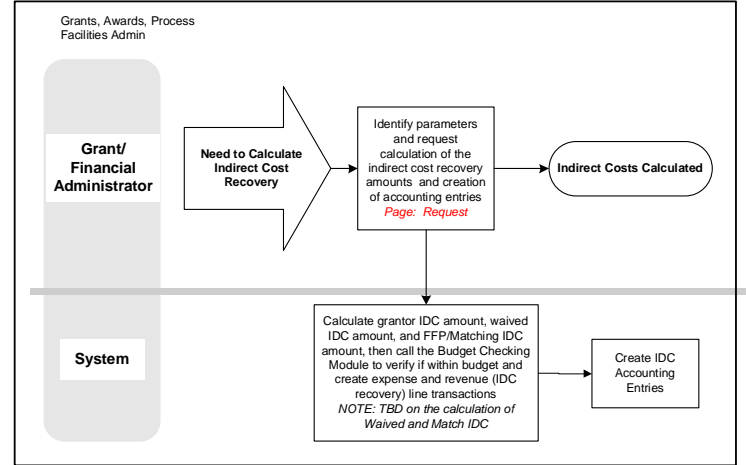 Grants, Awards, Process
Facilities Admin
Grant/
Financial
Administrator
Need to Calculate
Indirect Cost
Recovery
Identify parameters
and request
calculation of the
indirect cost recovery
amounts and creation
of accounting entries
Page: Request
Indirect Costs Calculated
System
Calculate grantor IDC amount, waived
IDC amount, and FFP/Matching IDC
amount, then call the Budget Checking
Module to verify if within budget and
create expense and revenue (IDC
recovery) line transactions
NOTE: TBD on the calculation of
Waived and Match IDC
Create IDC
Accounting
Entries